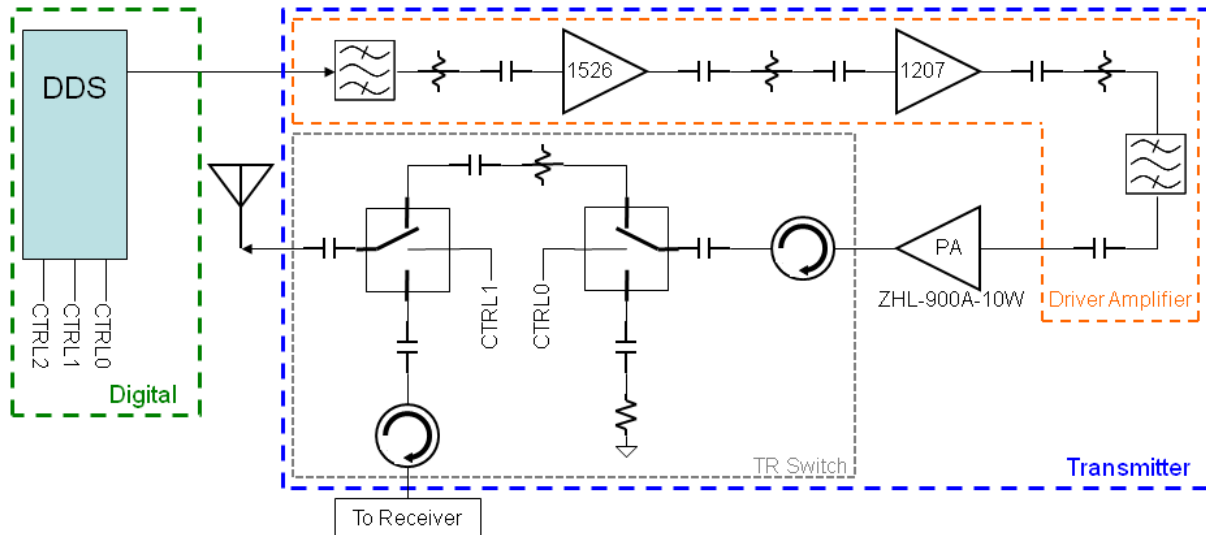 DDS
1526
1207
PA
ZHL-900A-10W
Driver Amplifier
CTRL2
CTRL1
CTRL0
Digital
CTRL1
CTRL0
TR Switch
Transmitter
To Receiver